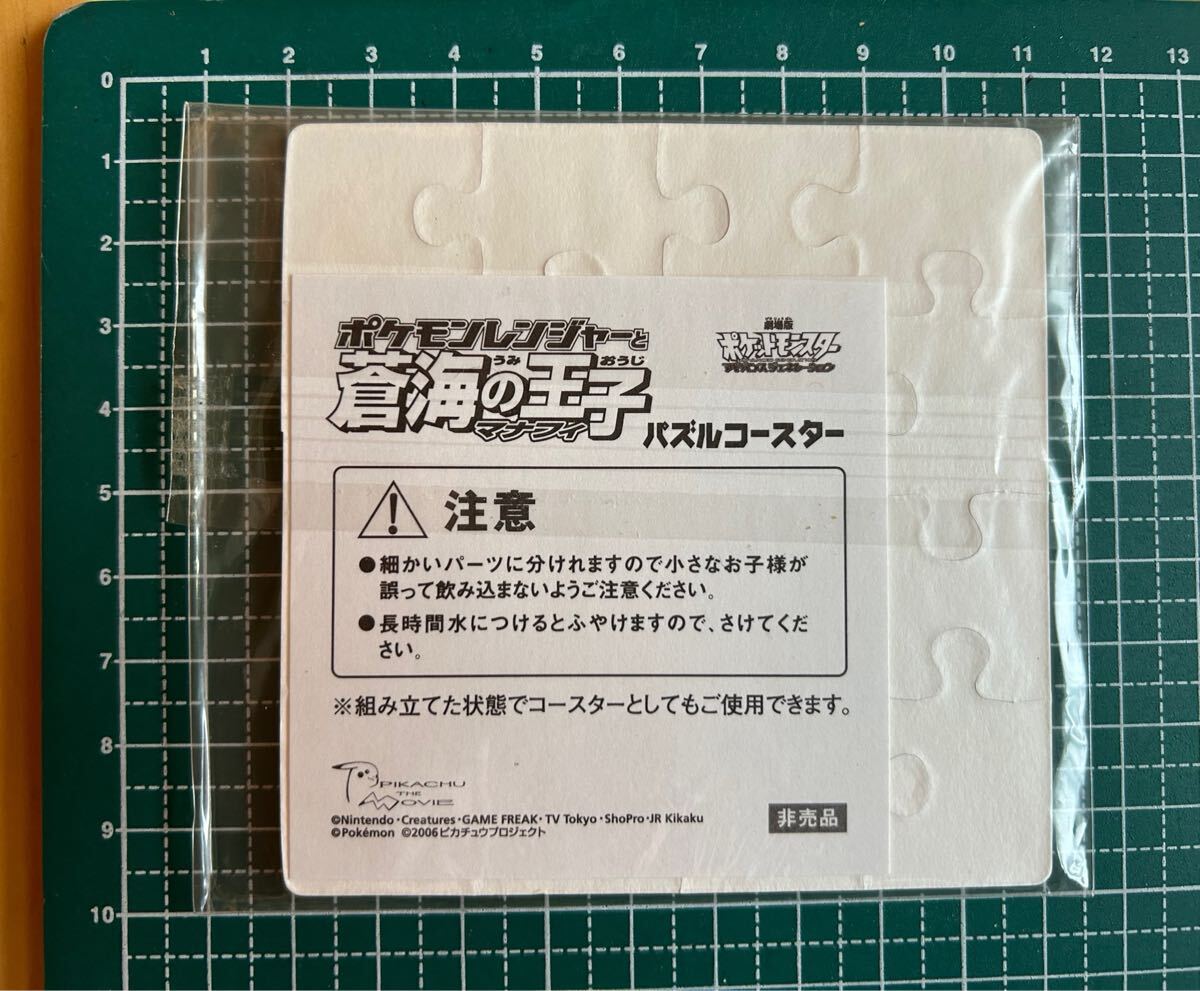 1 2 3 4 5 6 7 8 9 10 11 12 13
0
1
2
3
4
5
6
7
8
9
10
ポケモンレンジャーと
蒼海の王子
うみ おうじ
マナフィ
パズルコースター
劇場版
ポケットモンスター
アドバンスジェネレーション
注意
●細かいパーツに分けれますので小さなお子様が
誤って飲み込まないようご注意ください。
●長時間水につけるとふやけますので、さけてくだ
さい。
※組み立てた状態でコースターとしてもご使用できます。
PIKACHU
THE
MOVIE
©Nintendo・Creatures・GAME FREAK・TV Tokyo・ShoPro・JR Kikaku
©Pokémon ©2006ピカチュウプロジェクト
非売品